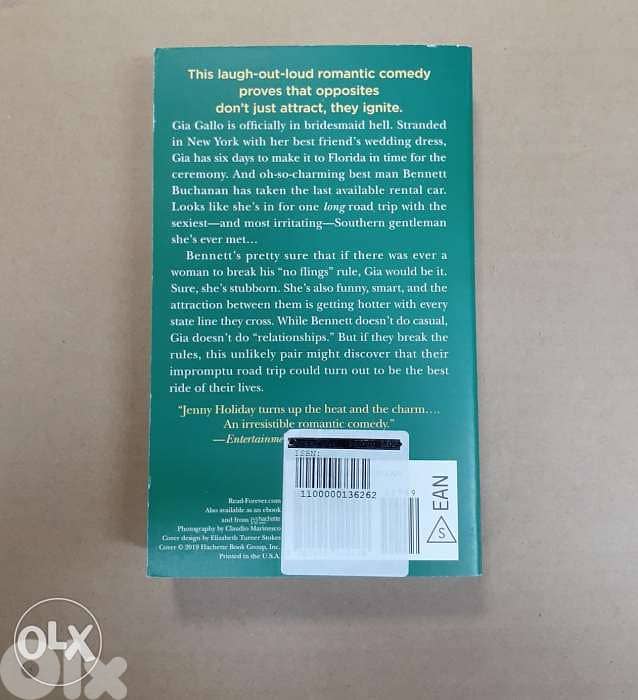 This laugh-out-loud romantic comedy
proves that opposites
don't just attract, they ignite.
Gia Gallo is officially in bridesmaid hell. Stranded
in New York with her best friend's wedding dress,
Gia has six days to make it to Florida in time for the
ceremony. And oh-so-charming best man Bennett
Buchanan has taken the last available rental car.
Looks like she's in for one long road trip with the
sexiest—and most irritating—Southern gentleman
she's ever met…
Bennett's pretty sure that if there was ever a
woman to break his "no flings" rule, Gia would be it.
Sure, she's stubborn. She's also funny, smart, and the
attraction between them is getting hotter with every
state line they cross. While Bennett doesn't do casual,
Gia doesn't do "relationships." But if they break the
rules, this unlikely pair might discover that their
impromptu road trip could turn out to be the best
ride of their lives.
"Jenny Holiday turns up the heat and the charm….
An irresistible romantic comedy."
—Entertainme
ISBN:
1100000136262
EAN
S
Read-Forever.com
Also available as an ebook
and from hachette
Photography by Claudio Marinesco
Cover design by Elizabeth Turner Stokes
Cover © 2019 Hachette Book Group, Inc.
Printed in the U.S.A.
OLX
OLX